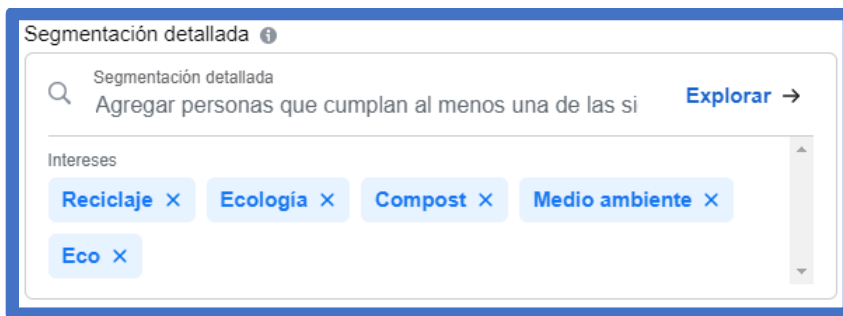 Segmentación detallada
Segmentación detallada
Agregar personas que cumplan al menos una de las si
Explorar →
Intereses
Reciclaje × Ecología × Compost × Medio ambiente ×
Eco ×